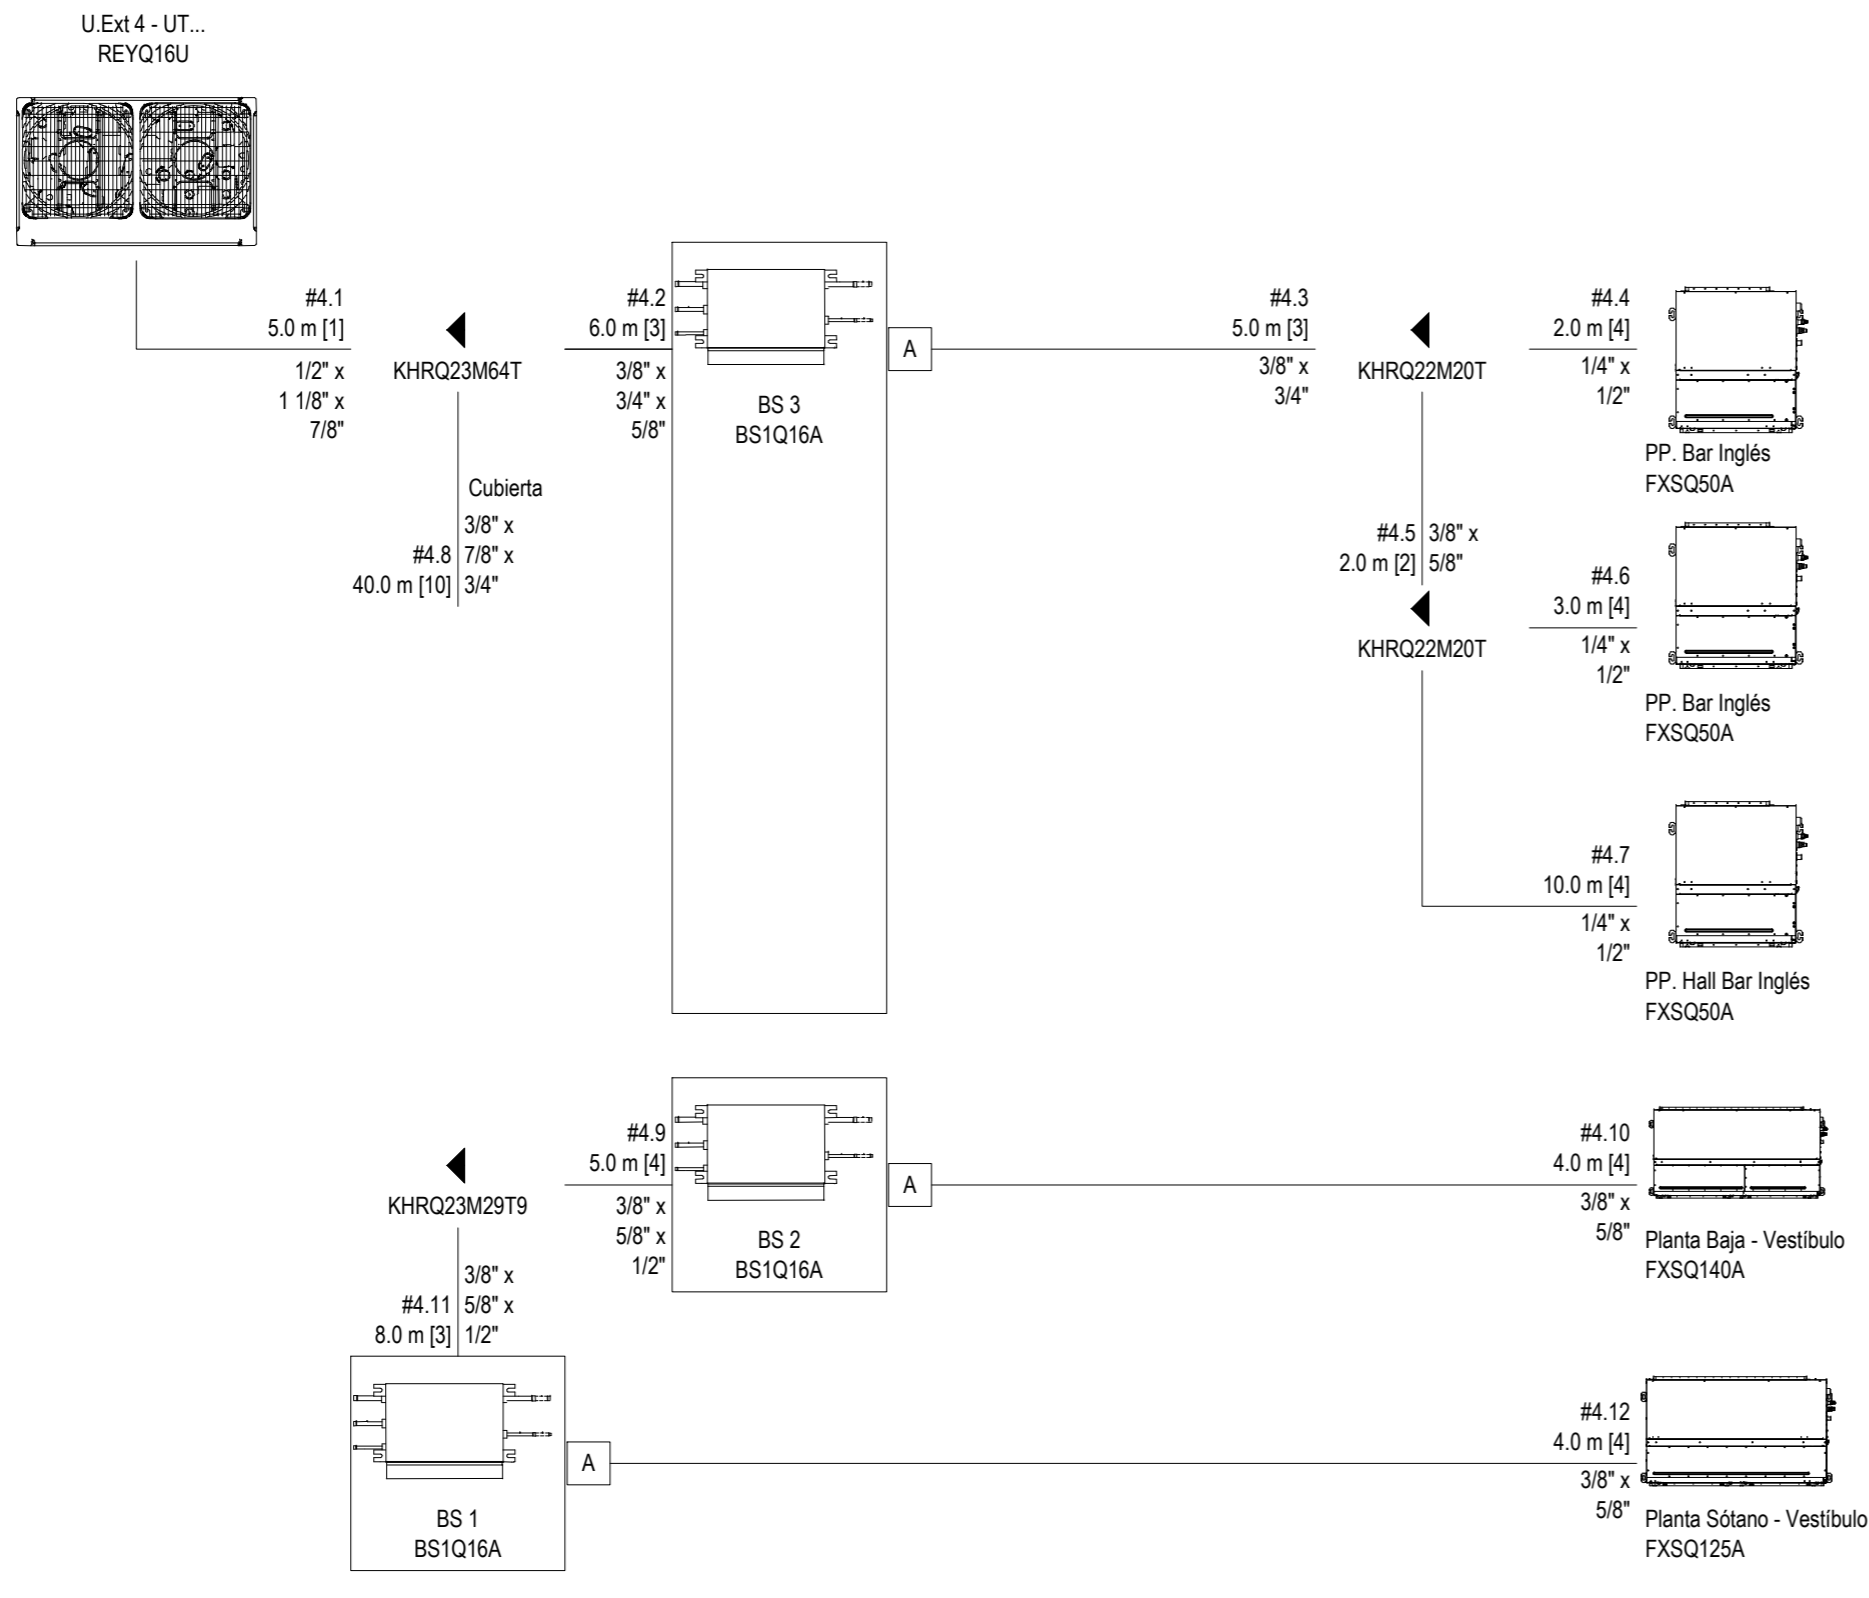 U.Ext 4 - UT...
REYQ16U
#4.1
5.0 m [1]
1/2" x
1 1/8" x
7/8"
KHRQ23M64T
#4.2
6.0 m [3]
3/8" x
3/4" x
5/8"
BS 3
BS1Q16A
A
#4.3
5.0 m [3]
3/8" x
3/4"
KHRQ22M20T
#4.4
2.0 m [4]
1/4" x
1/2"
PP. Bar Inglés
FXSQ50A
Cubierta
#4.8
40.0 m [10]
3/8" x
7/8" x
3/4"
#4.5
2.0 m [2]
3/8" x
5/8"
KHRQ22M20T
#4.6
3.0 m [4]
1/4" x
1/2"
PP. Bar Inglés
FXSQ50A
#4.7
10.0 m [4]
1/4" x
1/2"
PP. Hall Bar Inglés
FXSQ50A
KHRQ23M29T9
#4.9
5.0 m [4]
3/8" x
5/8" x
1/2"
BS 2
BS1Q16A
A
#4.10
4.0 m [4]
3/8" x
5/8"
Planta Baja - Vestíbulo
FXSQ140A
#4.11
8.0 m [3]
3/8" x
5/8" x
1/2"
BS 1
BS1Q16A
A
#4.12
4.0 m [4]
3/8" x
5/8"
Planta Sótano - Vestíbulo
FXSQ125A